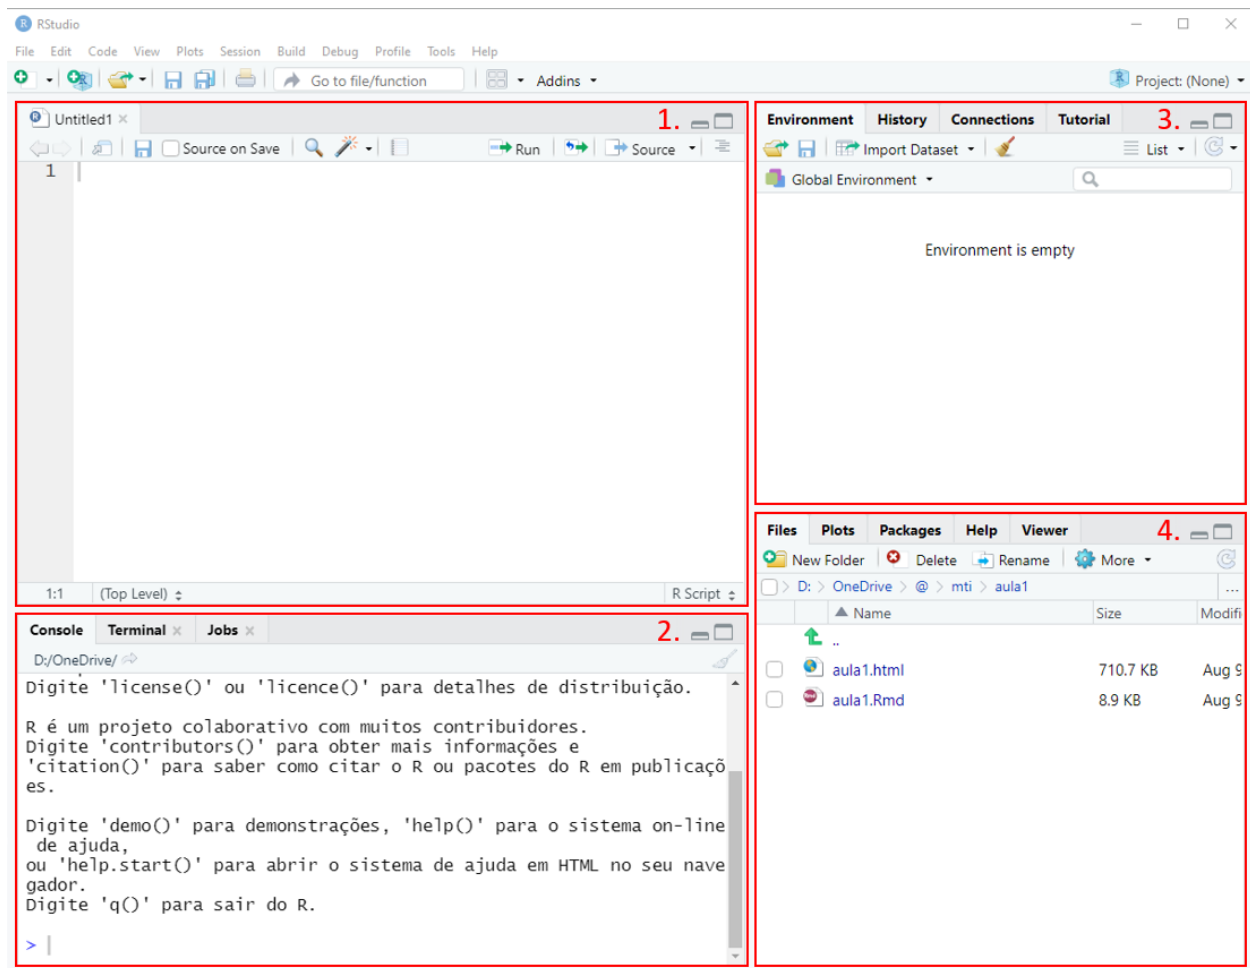 RStudio
File Edit Code View Plots Session Build Debug Profile Tools Help
Go to file/function Addins Project: (None)
Untitled1 1.
Source on Save Run Source
1
1:1 (Top Level) R Script
Console Terminal Jobs 2.
D:/OneDrive/
Digite 'license()' ou 'licence()' para detalhes de distribuição.
R é um projeto colaborativo com muitos contribuidores.
Digite 'contributors()' para obter mais informações e
'citation()' para saber como citar o R ou pacotes do R em publicaçõ
es.
Digite 'demo()' para demonstrações, 'help()' para o sistema on-line
de ajuda,
ou 'help.start()' para abrir o sistema de ajuda em HTML no seu nave
gador.
Digite 'q()' para sair do R.
>
Environment History Connections Tutorial 3.
Import Dataset List
Global Environment
Environment is empty
Files Plots Packages Help Viewer 4.
New Folder Delete Rename More
D: > OneDrive > @ > mti > aula1 ...
Name Size Modifi
..
aula1.html 710.7 KB Aug 9
aula1.Rmd 8.9 KB Aug 9